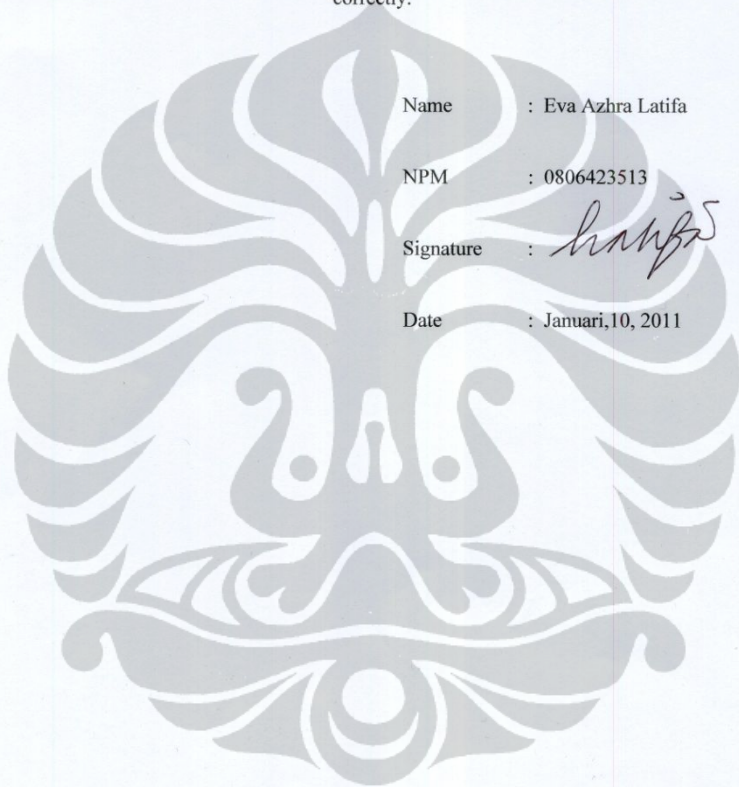 correctly.
Name : Eva Azhra Latifa
NPM : 0806423513
Signature :
Date : Januari,10, 2011